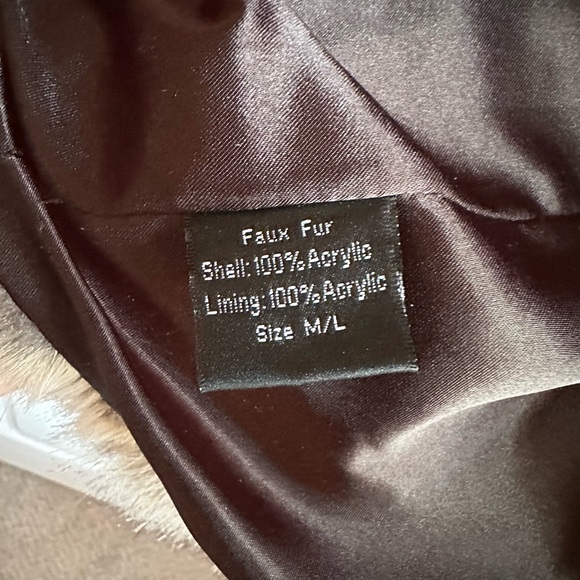 Faux Fur
Shell:100%Acrylic
Lining:100%Acrylic
Size M/L